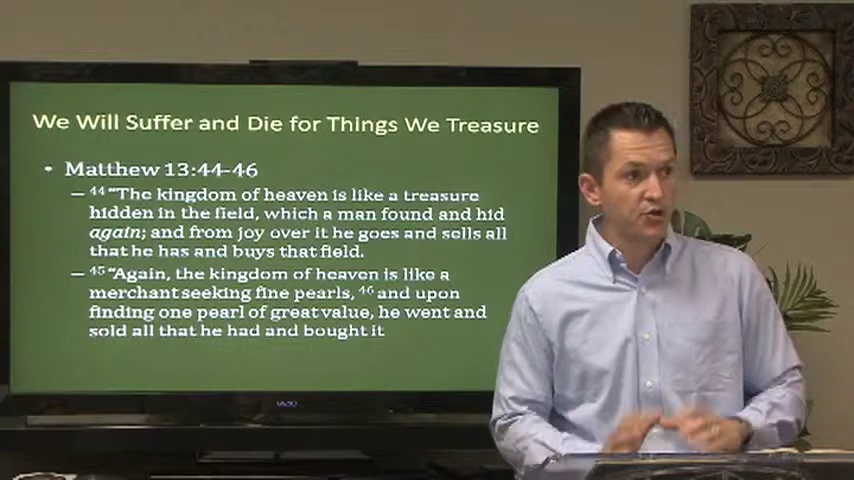 We Will Suffer and Die for Things We Treasure
• Matthew 13:44-46
– 44 "The kingdom of heaven is like a treasure
hidden in the field, which a man found and hid
again; and from joy over it he goes and sells all
that he has and buys that field.
– 45 "Again, the kingdom of heaven is like a
merchant seeking fine pearls, 46 and upon
finding one pearl of great value, he went and
sold all that he had and bought it
VIZIO